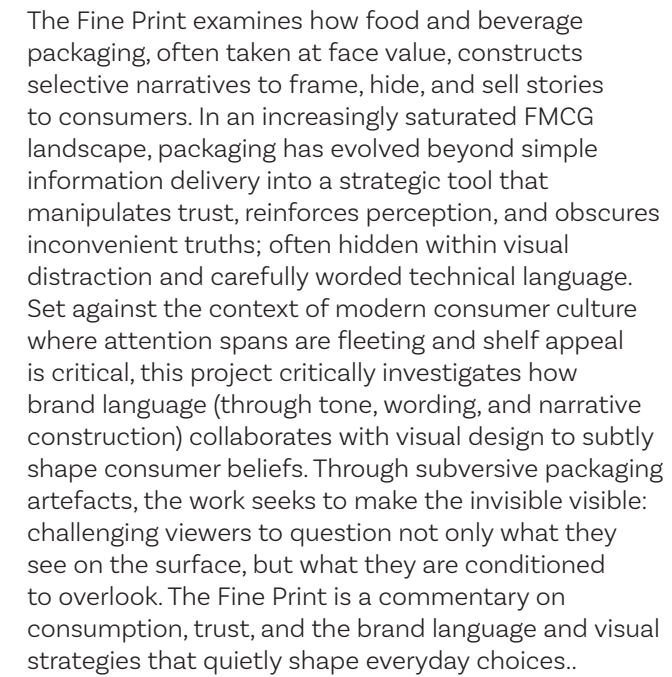 The Fine Print examines how food and beverage
packaging, often taken at face value, constructs
selective narratives to frame, hide, and sell stories
to consumers. In an increasingly saturated FMCG
landscape, packaging has evolved beyond simple
information delivery into a strategic tool that
manipulates trust, reinforces perception, and obscures
inconvenient truths; often hidden within visual
distraction and carefully worded technical language.
Set against the context of modern consumer culture
where attention spans are fleeting and shelf appeal
is critical, this project critically investigates how
brand language (through tone, wording, and narrative
construction) collaborates with visual design to subtly
shape consumer beliefs. Through subversive packaging
artefacts, the work seeks to make the invisible visible:
challenging viewers to question not only what they
see on the surface, but what they are conditioned
to overlook. The Fine Print is a commentary on
consumption, trust, and the brand language and visual
strategies that quietly shape everyday choices..